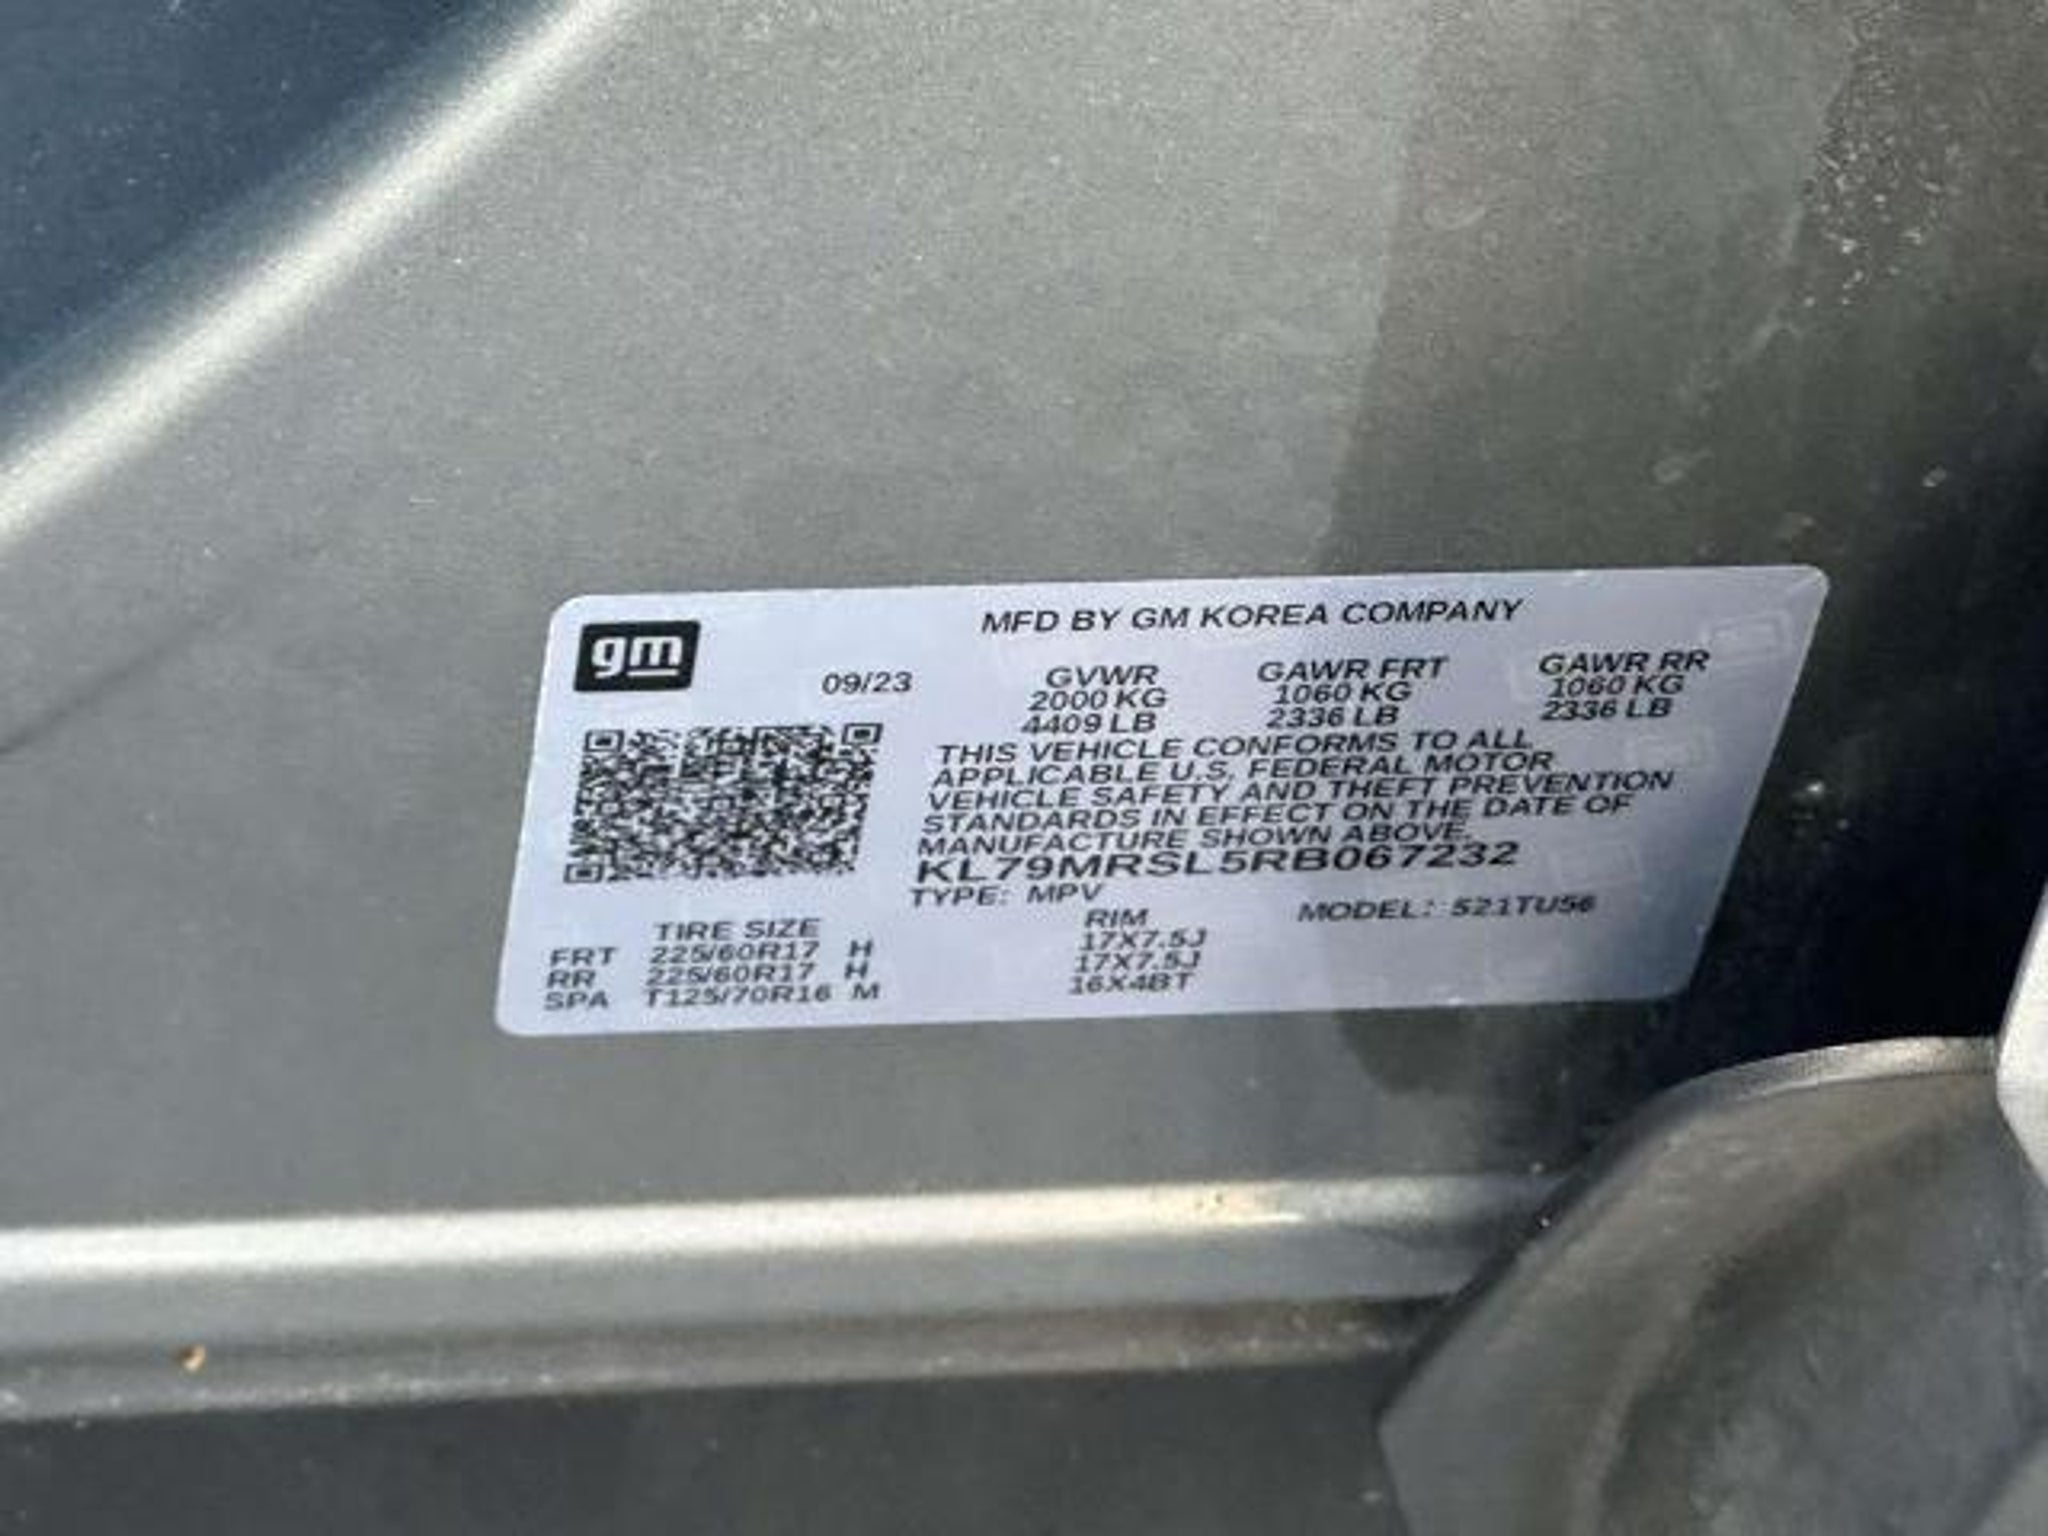 gm
MFD BY GM KOREA COMPANY
09/23 GVWR GAWR FRT GAWR RR
2000 KG 1060 KG 1060 KG
4409 LB 2336 LB 2336 LB
THIS VEHICLE CONFORMS TO ALL
APPLICABLE U.S. FEDERAL MOTOR
VEHICLE SAFETY AND THEFT PREVENTION
STANDARDS IN EFFECT ON THE DATE OF
MANUFACTURE SHOWN ABOVE.
KL79MRSL5RB067232
TYPE: MPV MODEL: 521TU56
TIRE SIZE RIM
FRT 225/60R17 H 17X7.5J
RR 225/60R17 H 17X7.5J
SPA T125/70R16 M 16X4BT